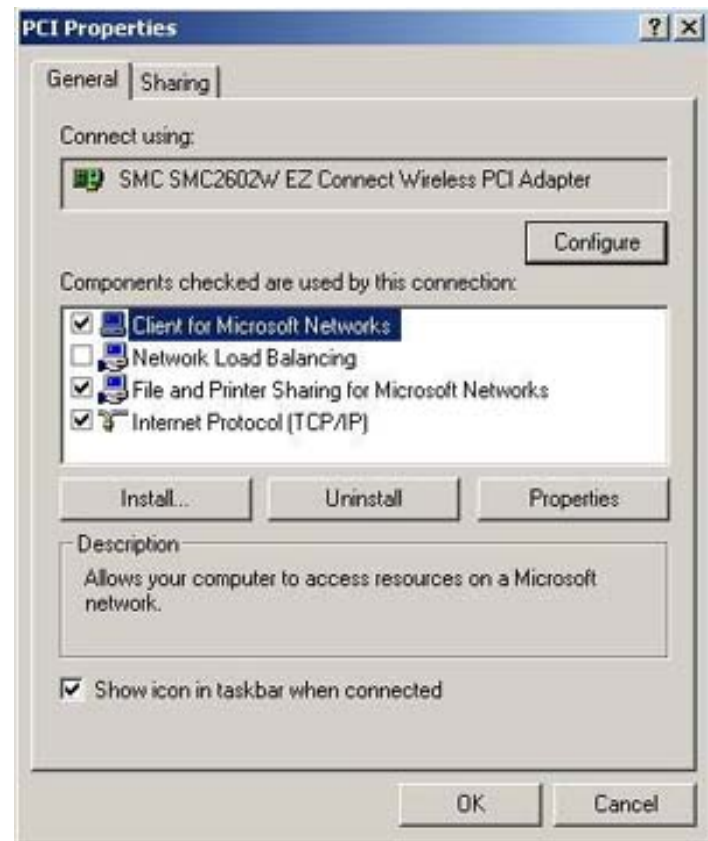 PCI Properties
General Sharing
Connect using:
SMC SMC2602W EZ Connect Wireless PCI Adapter
Configure
Components checked are used by this connection:
Client for Microsoft Networks
Network Load Balancing
File and Printer Sharing for Microsoft Networks
Internet Protocol (TCP/IP)
Install... Uninstall Properties
Description
Allows your computer to access resources on a Microsoft
network.
Show icon in taskbar when connected
OK Cancel